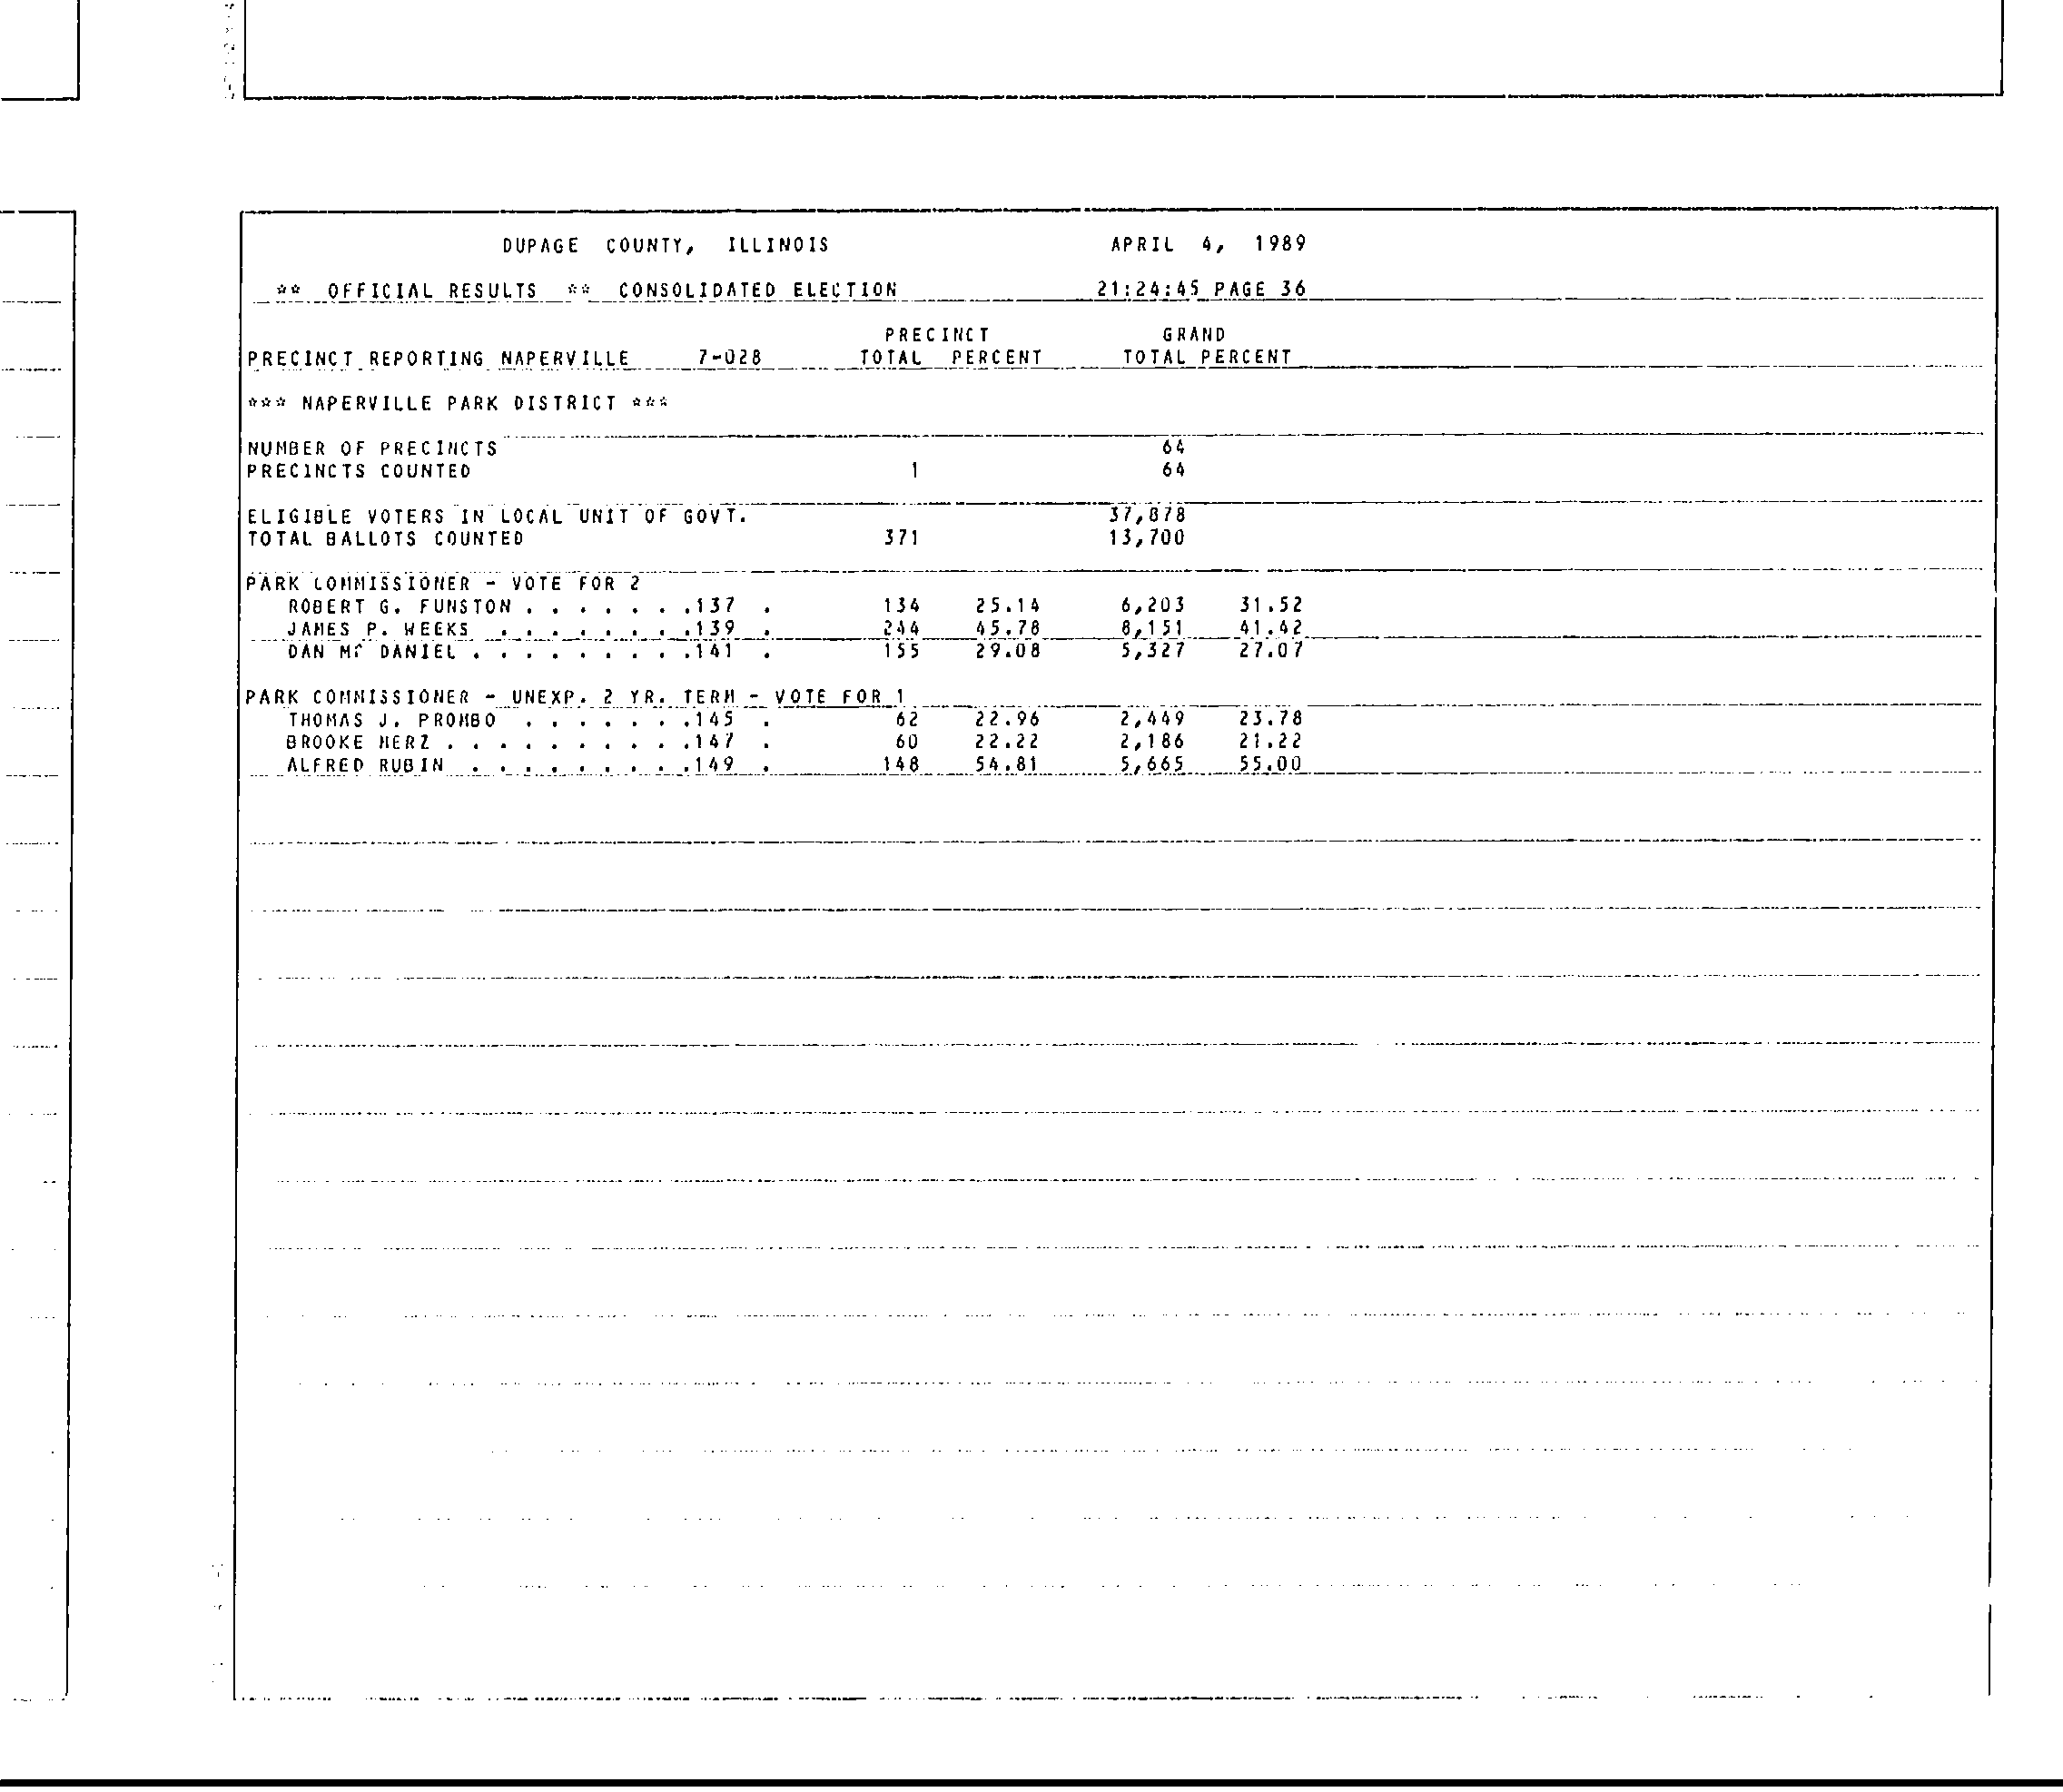 DUPAGE COUNTY, ILLINOIS APRIL 4, 1989
** OFFICIAL RESULTS ** CONSOLIDATED ELECTION 21:24:45 PAGE 36
PRECINCT GRAND
PRECINCT REPORTING NAPERVILLE 7-028 TOTAL PERCENT TOTAL PERCENT
*** NAPERVILLE PARK DISTRICT ***
NUMBER OF PRECINCTS 64
PRECINCTS COUNTED 1 64
ELIGIBLE VOTERS IN LOCAL UNIT OF GOVT. 37,878
TOTAL BALLOTS COUNTED 371 13,700
PARK COMMISSIONER - VOTE FOR 2
ROBERT G. FUNSTON . . . . . . .137 . 134 25.14 6,203 31.52
JAMES P. WEEKS . . . . . . . .139 . 244 45.78 8,151 41.42
DAN MC DANIEL . . . . . . . . .141 . 155 29.08 5,327 27.07
PARK COMMISSIONER - UNEXP. 2 YR. TERM - VOTE FOR 1
THOMAS J. PROMBO . . . . . . .145 . 62 22.96 2,449 23.78
BROOKE HERZ . . . . . . . . . .147 . 60 22.22 2,186 21.22
ALFRED RUBIN . . . . . . . . .149 . 148 54.81 5,665 55.00